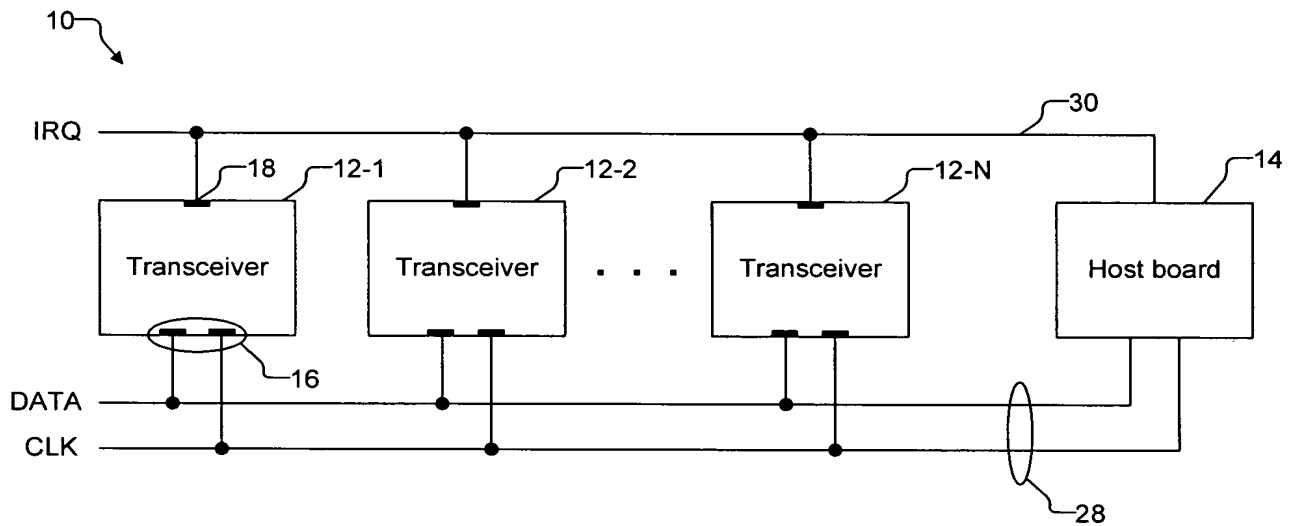 10
IRQ
30
18
12-1
12-2
12-N
14
Transceiver
Transceiver
. . .
Transceiver
Host board
16
DATA
CLK
28